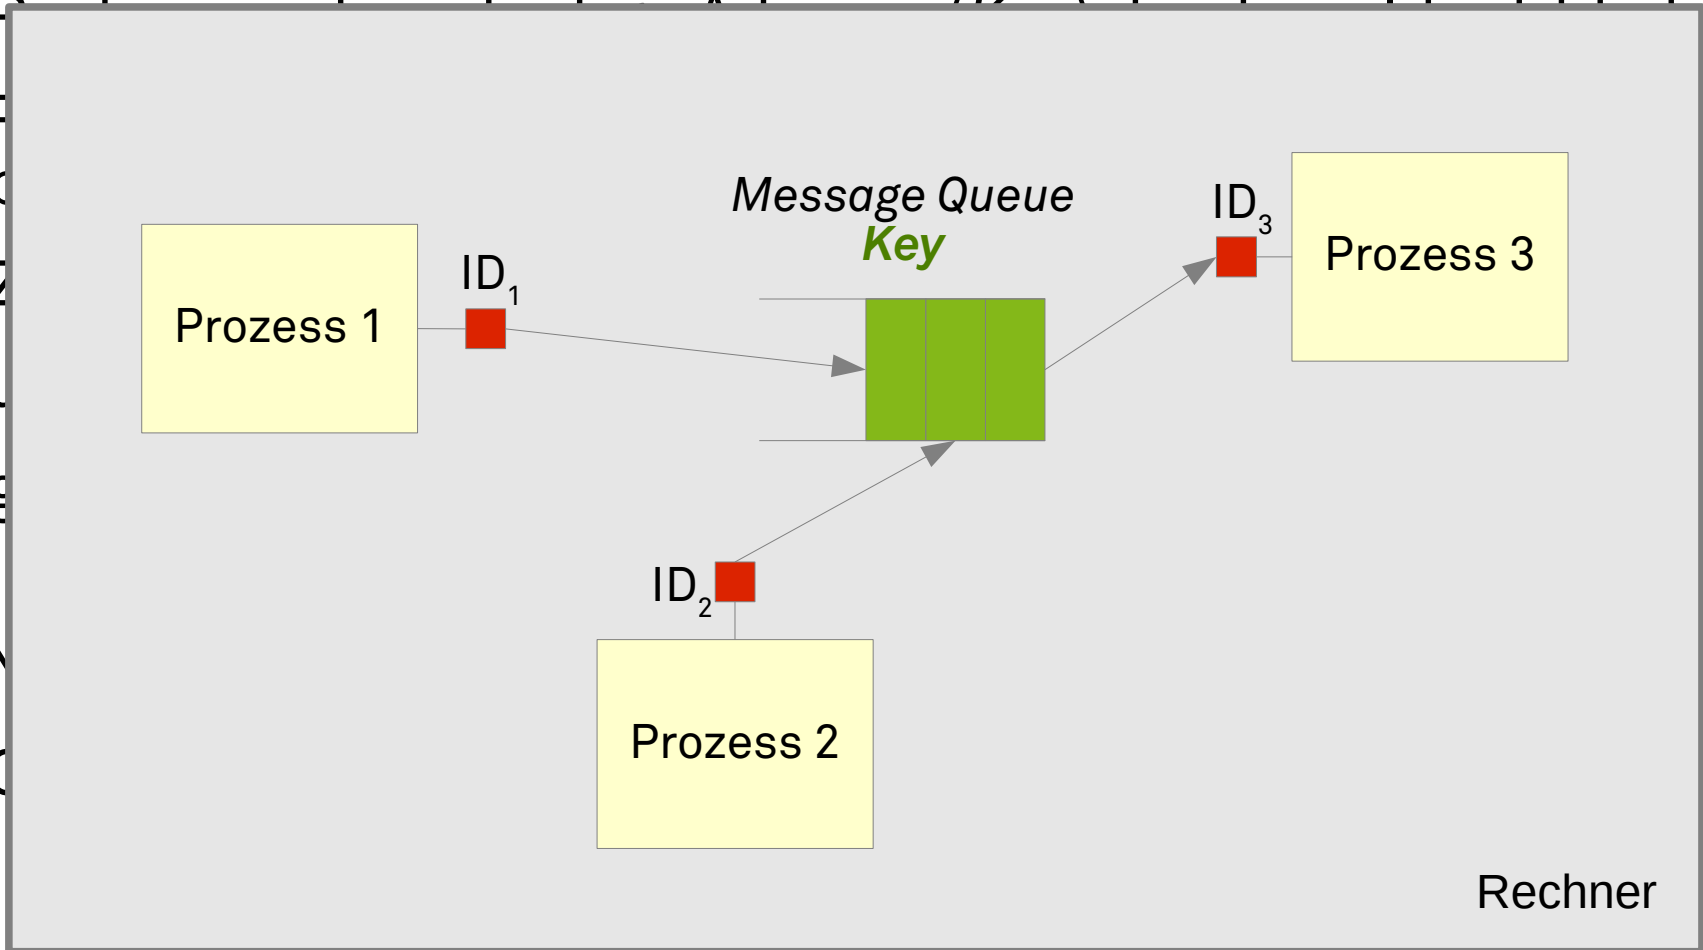 Message Queue
Key
ID3
Prozess 3
ID1
Prozess 1
ID2
Prozess 2
Rechner